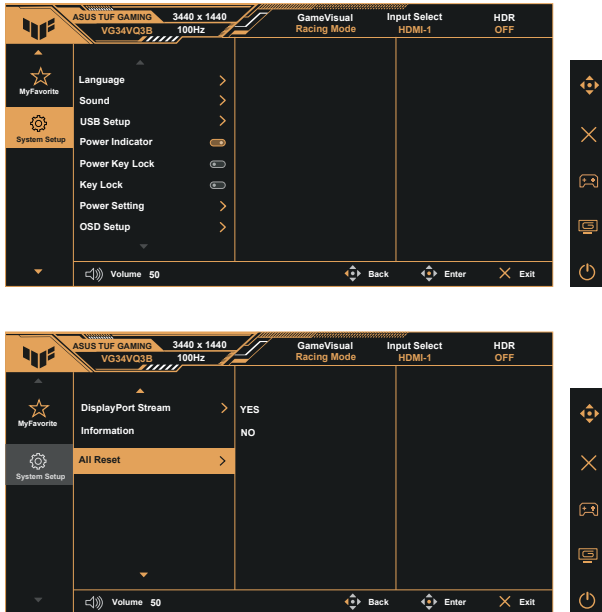 ASUS TUF GAMING 3440 x 1440 GameVisual Input Select HDR
VG34VQ3B 100Hz Racing Mode HDMI-1 OFF
MyFavorite
System Setup
Language
Sound
USB Setup
Power Indicator
Power Key Lock
Key Lock
Power Setting
OSD Setup
Volume 50 Back Enter Exit
ASUS TUF GAMING 3440 x 1440 GameVisual Input Select HDR
VG34VQ3B 100Hz Racing Mode HDMI-1 OFF
MyFavorite
System Setup
DisplayPort Stream YES
Information NO
All Reset
Volume 50 Back Enter Exit